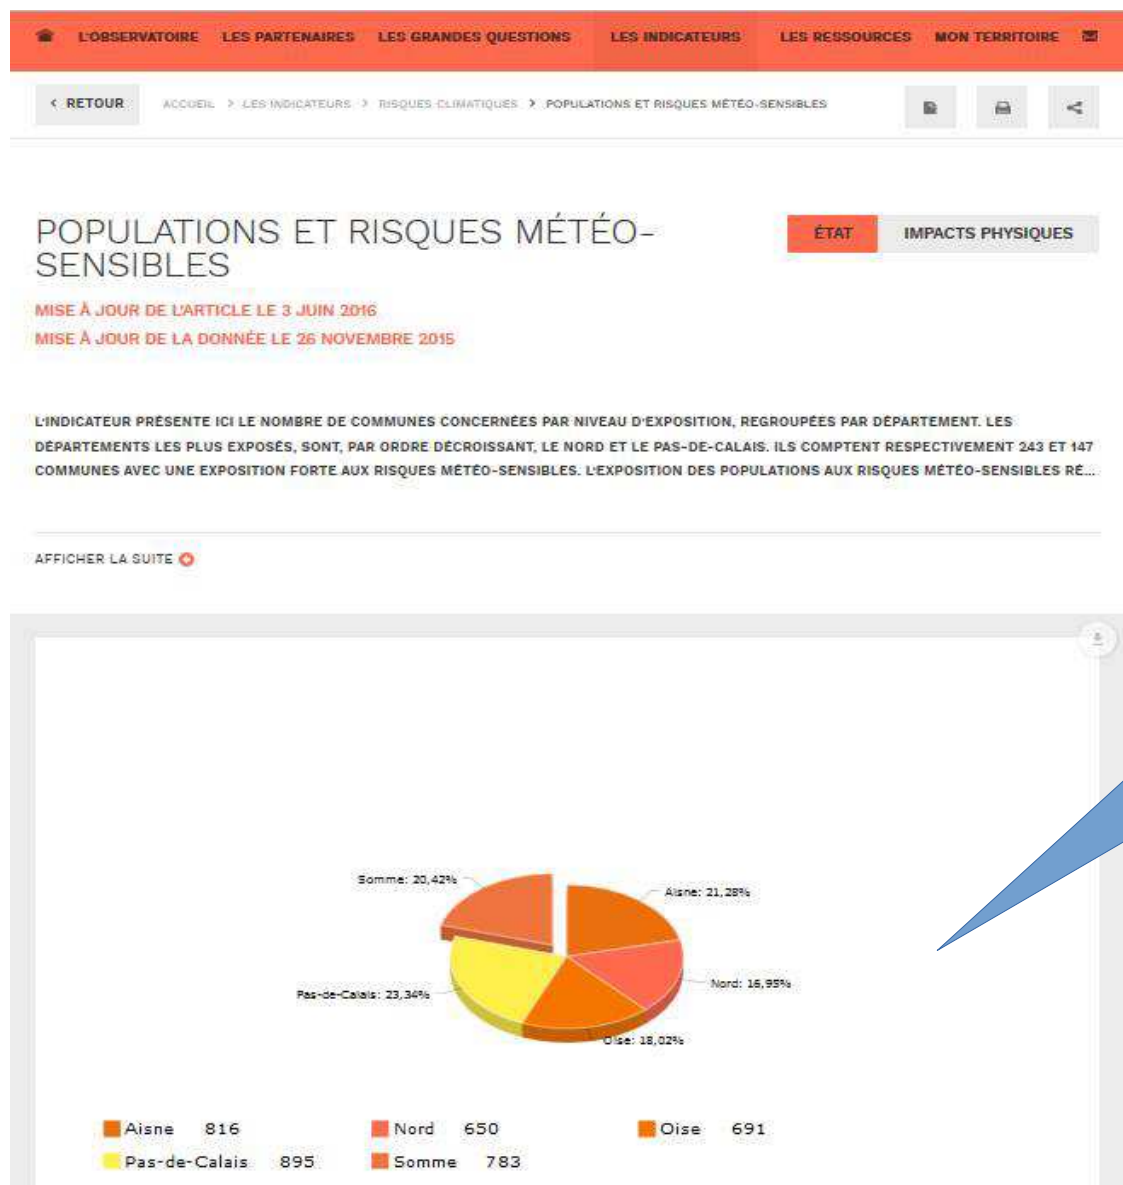 L'OBSERVATOIRE LES PARTENAIRES LES GRANDES QUESTIONS LES INDICATEURS LES RESSOURCES MON TERRITOIRE
< RETOUR ACCUEIL > LES INDICATEURS > RISQUES CLIMATIQUES > POPULATIONS ET RISQUES MÉTÉO-SENSIBLES
POPULATIONS ET RISQUES MÉTÉO-
SENSIBLES
ÉTAT IMPACTS PHYSIQUES
MISE À JOUR DE L'ARTICLE LE 3 JUIN 2016
MISE À JOUR DE LA DONNÉE LE 26 NOVEMBRE 2015
L'INDICATEUR PRÉSENTE ICI LE NOMBRE DE COMMUNES CONCERNÉES PAR NIVEAU D'EXPOSITION, REGROUPÉES PAR DÉPARTEMENT. LES
DÉPARTEMENTS LES PLUS EXPOSÉS, SONT, PAR ORDRE DÉCROISSANT, LE NORD ET LE PAS-DE-CALAIS. ILS COMPTENT RESPECTIVEMENT 243 ET 147
COMMUNES AVEC UNE EXPOSITION FORTE AUX RISQUES MÉTÉO-SENSIBLES. L'EXPOSITION DES POPULATIONS AUX RISQUES MÉTÉO-SENSIBLES RÉ...
AFFICHER LA SUITE
Somme: 20,42%
Aisne: 21,28%
Nord: 16,95%
Pas-de-Calais: 23,34%
Oise: 18,02%
Aisne 816 Nord 650 Oise 691
Pas-de-Calais 895 Somme 783